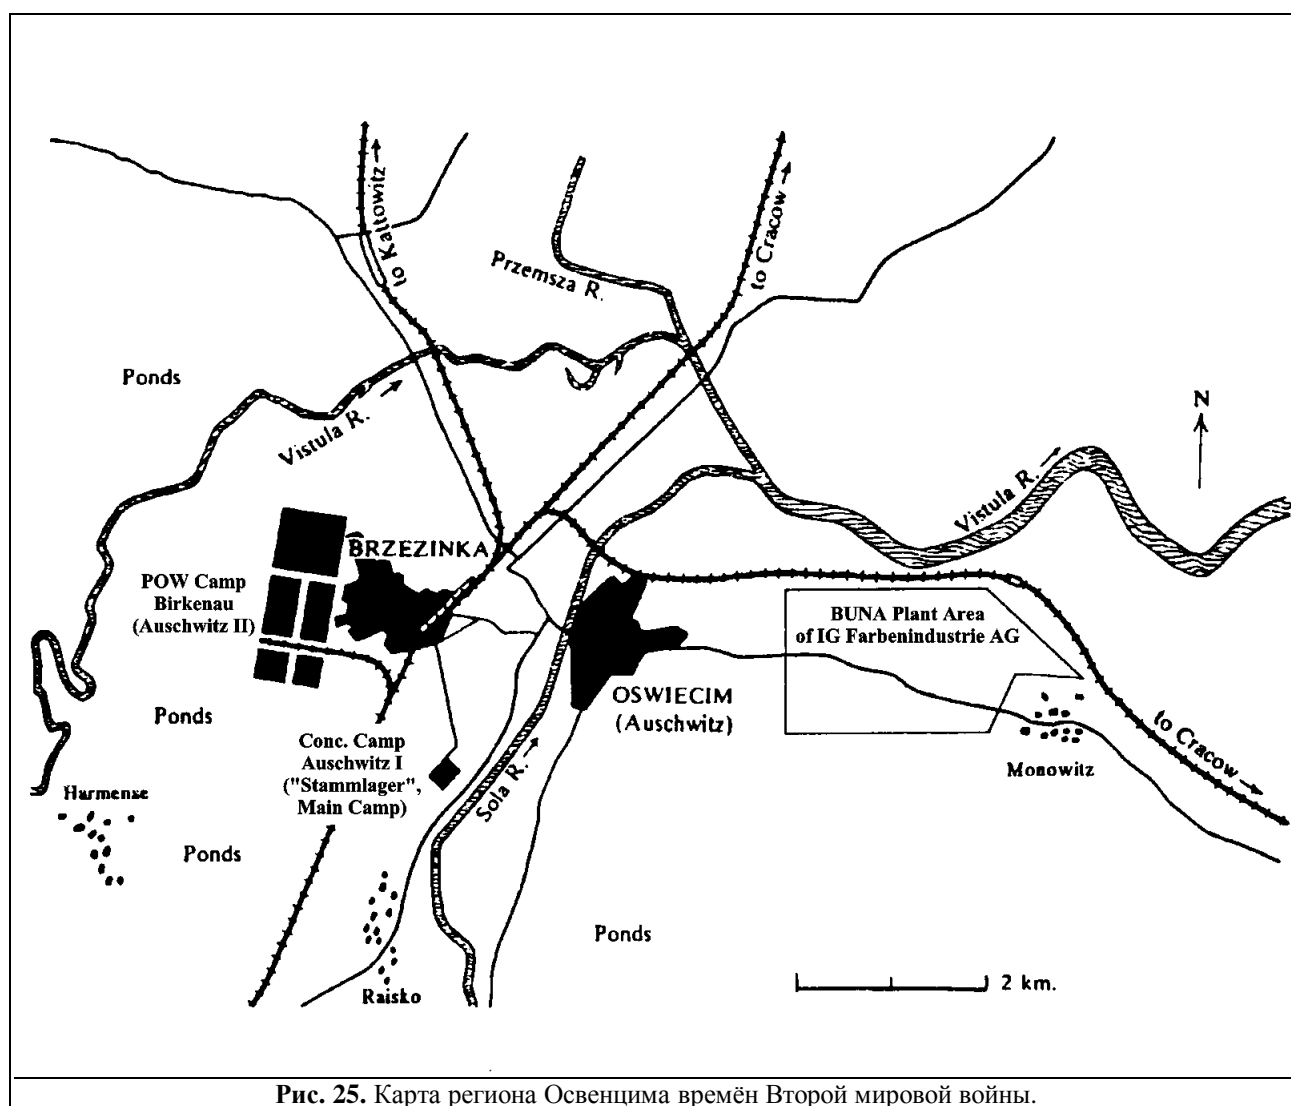 to Kattowitz
to Cracow
Przemsza R.
Ponds
Vistula R.
N
Vistula R.
BRZEZINKA
POW Camp
Birkenau
(Auschwitz II)
BUNA Plant Area
of IG Farbenindustrie AG
OSWIECIM
(Auschwitz)
Ponds
Conc. Camp
Auschwitz I
("Stammlager",
Main Camp)
to Cracow
Monowitz
Sola R.
Harmense
Ponds
Ponds
Raisko
2 km.
Рис. 25. Карта региона Освенцима времён Второй мировой войны.